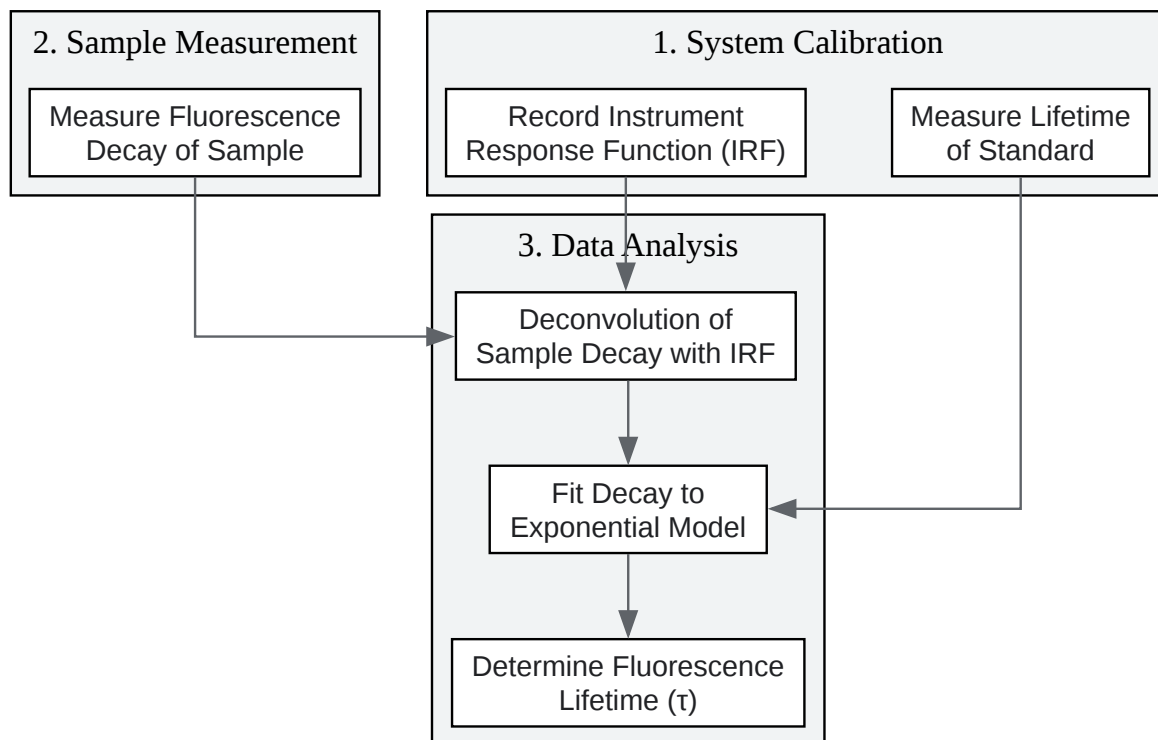 2. Sample Measurement
Measure Fluorescence
Decay of Sample
1. System Calibration
Record Instrument
Response Function (IRF)
Measure Lifetime
of Standard
3. Data Analysis
Deconvolution of
Sample Decay with IRF
Fit Decay to
Exponential Model
Determine Fluorescence
Lifetime (τ)